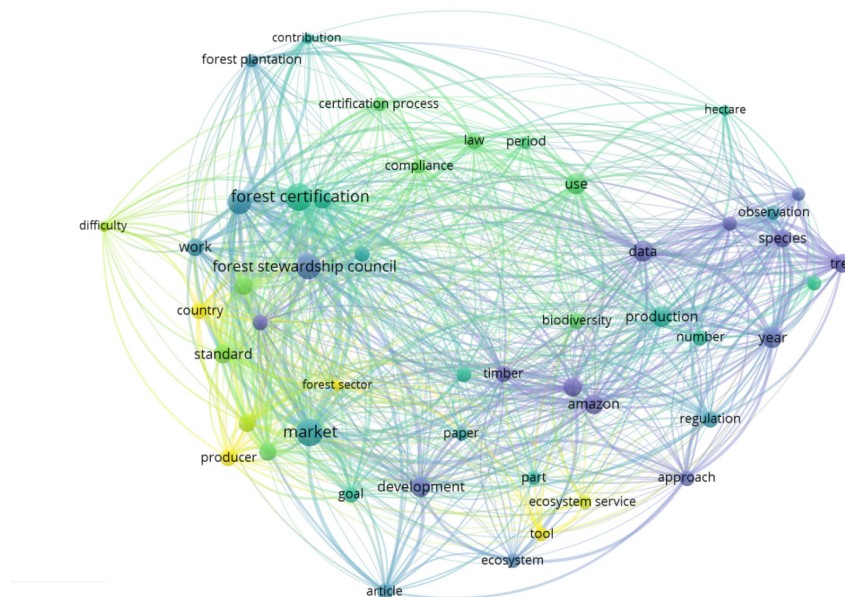 contribution
forest plantation
certification process
hectare
law
period
compliance
use
forest certification
difficulty
observation
work
species
data
forest stewardship council
tre
country
biodiversity
production
number
year
standard
timber
forest sector
amazon
regulation
market
paper
producer
goal
development
part
approach
ecosystem service
tool
ecosystem
article